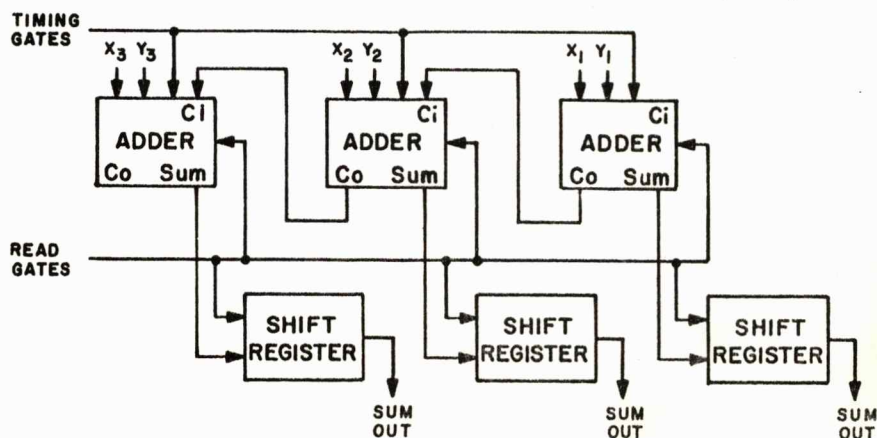 TIMING
GATES
X3 Y3
X2 Y2
X1 Y1
Ci
ADDER
Co Sum
Ci
ADDER
Co Sum
Ci
ADDER
Co Sum
READ
GATES
SHIFT
REGISTER
SHIFT
REGISTER
SHIFT
REGISTER
SUM
OUT
SUM
OUT
SUM
OUT